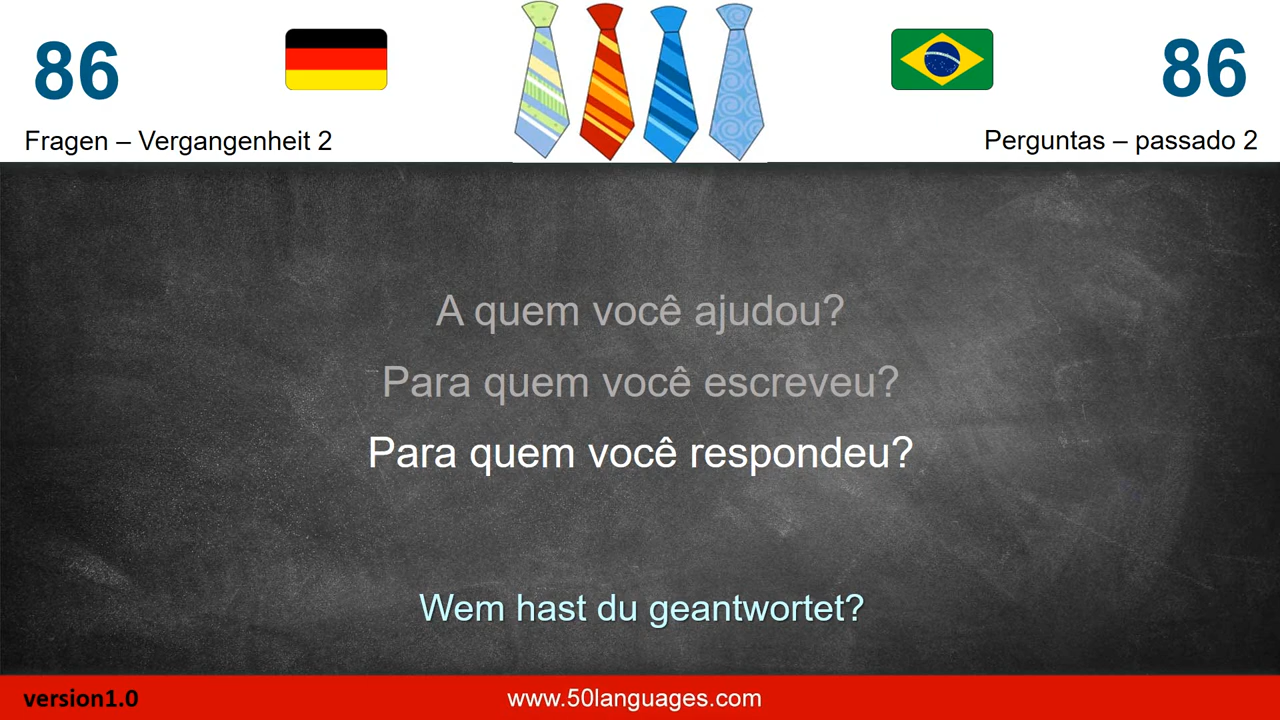 86
86
Fragen – Vergangenheit 2
Perguntas – passado 2
A quem você ajudou?
Para quem você escreveu?
Para quem você respondeu?
Wem hast du geantwortet?
version1.0
www.50languages.com